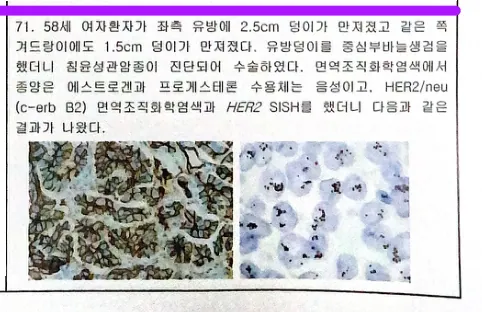 71. 58세 여자환자가 좌측 유방에 2.5cm 덩이가 만져졌고 같은 쪽
겨드랑이에도 1.5cm 덩이가 만져졌다. 유방덩이를 중심부바늘생검을
했더니 침윤성관암종이 진단되어 수술하였다. 면역조직화학염색에서
종양은 에스트로겐과 프로게스테론 수용체는 음성이고, HER2/neu
(c-erb B2) 면역조직화학염색과 HER2 SISH를 했더니 다음과 같은
결과가 나왔다.